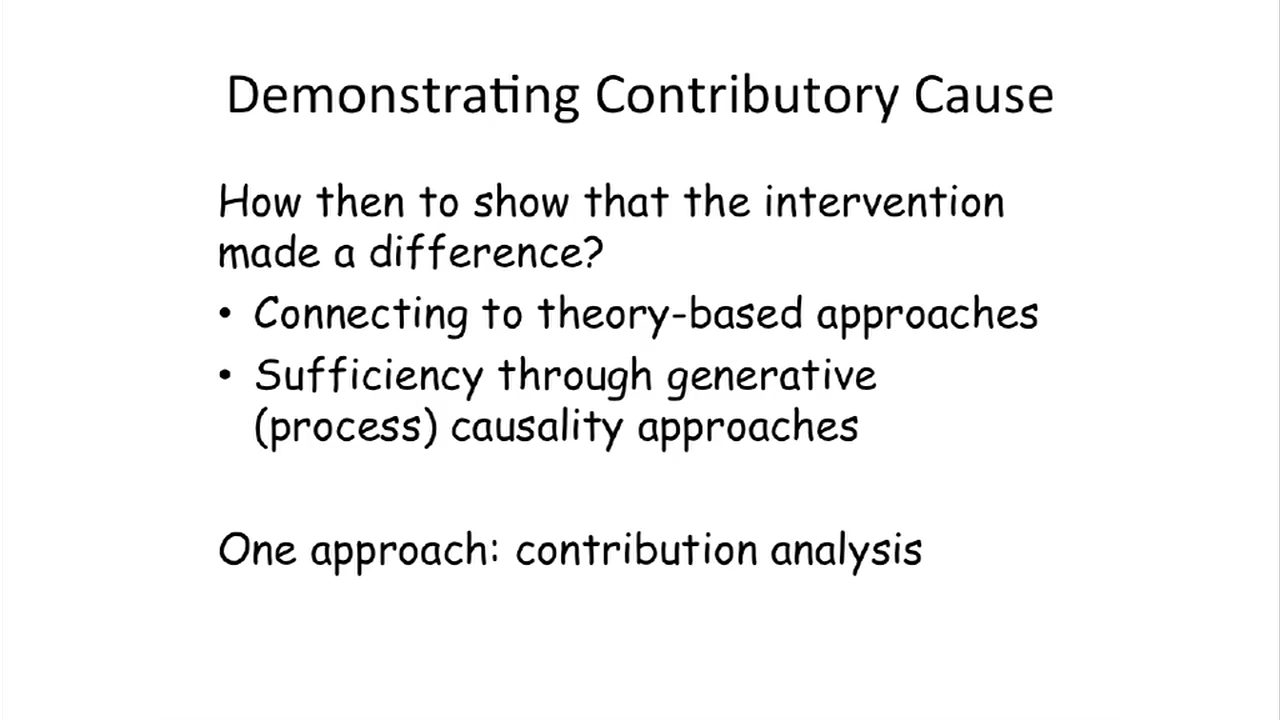 Demonstrating Contributory Cause
How then to show that the intervention
made a difference?
• Connecting to theory-based approaches
• Sufficiency through generative
(process) causality approaches
One approach: contribution analysis